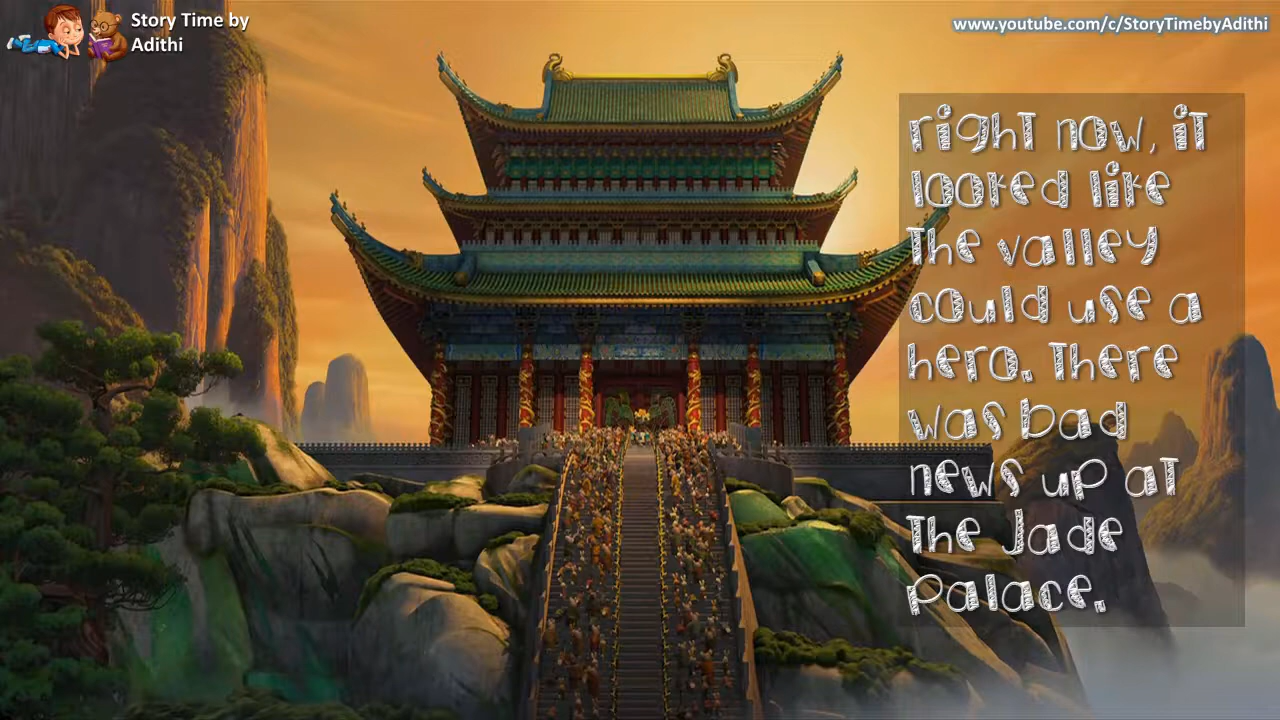 Story Time by
Adithi
www.youtube.com/c/StoryTimebyAdithi
right now, it
looked like
the valley
could use a
hero. There
was bad
news up at
the Jade
Palace.